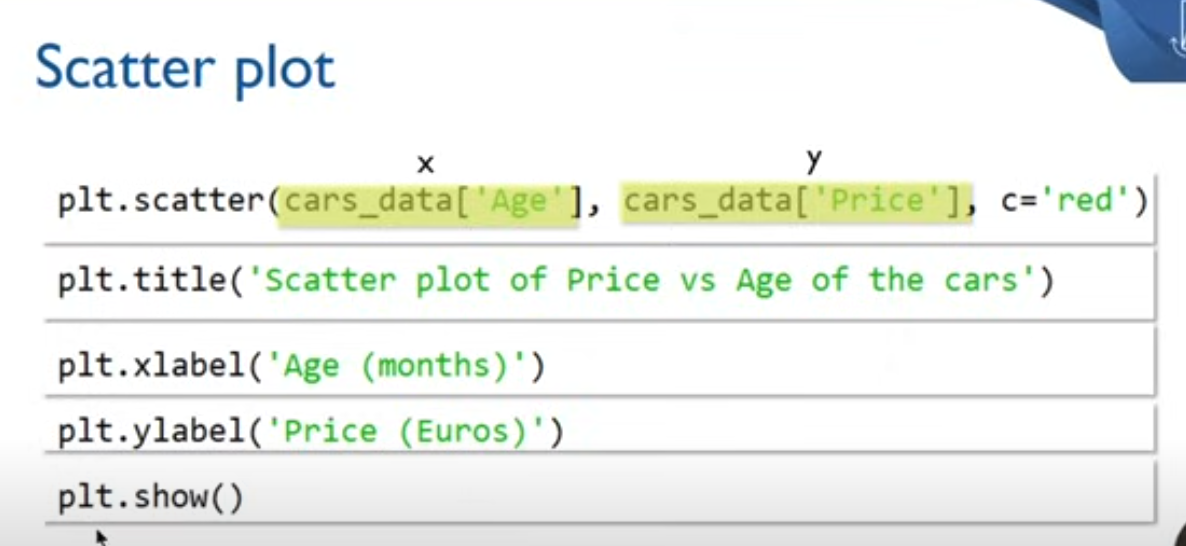 Scatter plot
x y
plt.scatter(cars_data['Age'], cars_data['Price'], c='red')
plt.title('Scatter plot of Price vs Age of the cars')
plt.xlabel('Age (months)')
plt.ylabel('Price (Euros)')
plt.show()